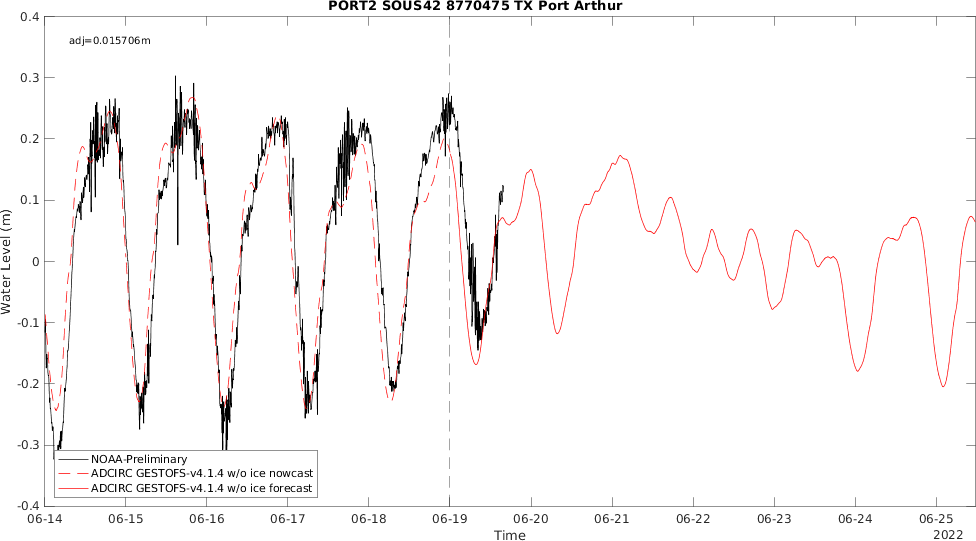 PORT2 SOUS42 8770475 TX Port Arthur
adj=0.015706m
0.4
0.3
0.2
0.1
0
-0.1
-0.2
-0.3
-0.4
Water Level (m)
NOAA-Preliminary
ADCIRC GESTOFS-v4.1.4 w/o ice nowcast
ADCIRC GESTOFS-v4.1.4 w/o ice forecast
06-14 06-15 06-16 06-17 06-18 06-19 06-20 06-21 06-22 06-23 06-24 06-25
Time
2022